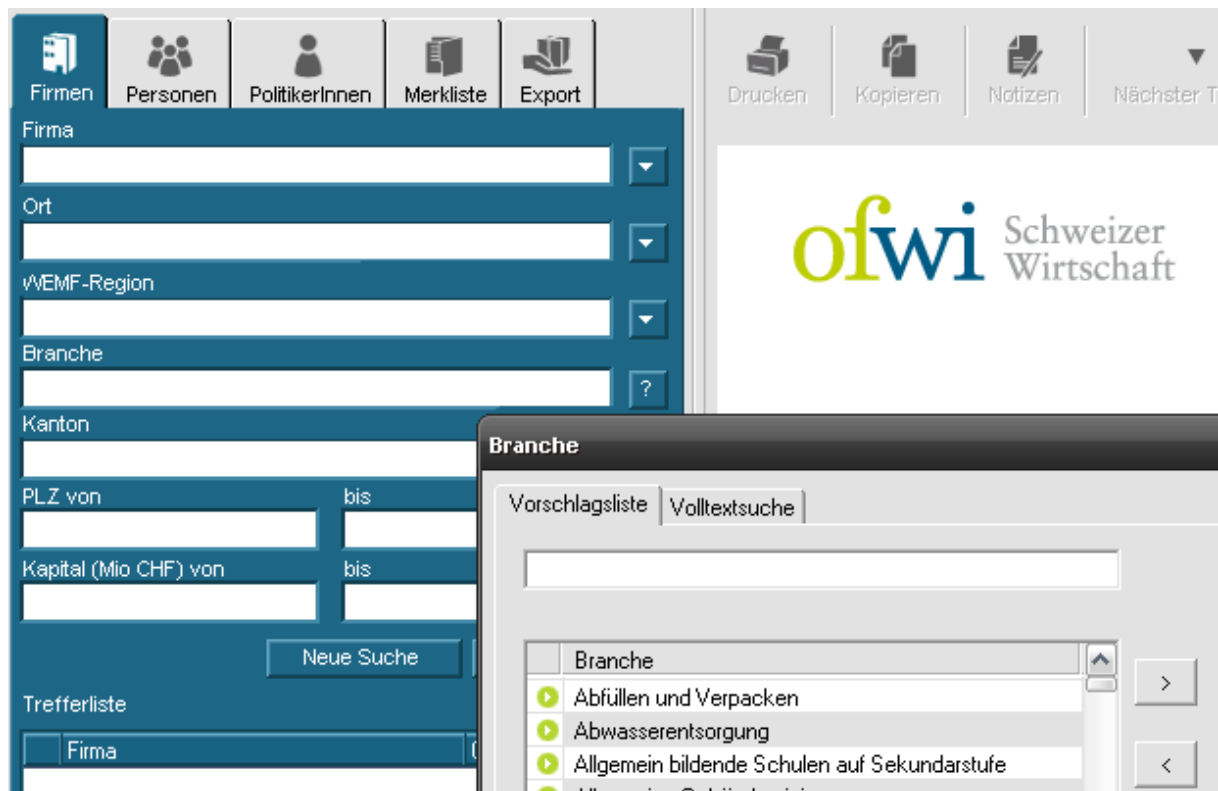 Firmen Personen PolitikerInnen Merkliste Export
Drucken Kopieren Notizen Nächster T
Firma
Ort
WEMF-Region
Branche
?
Kanton
PLZ von bis
Kapital (Mio CHF) von bis
Neue Suche
Trefferliste
Firma
ofwi Schweizer
Wirtschaft
Branche
Vorschlagsliste Volltextsuche
Branche
Abfüllen und Verpacken
>
Abwasserentsorgung
Allgemein bildende Schulen auf Sekundarstufe
<